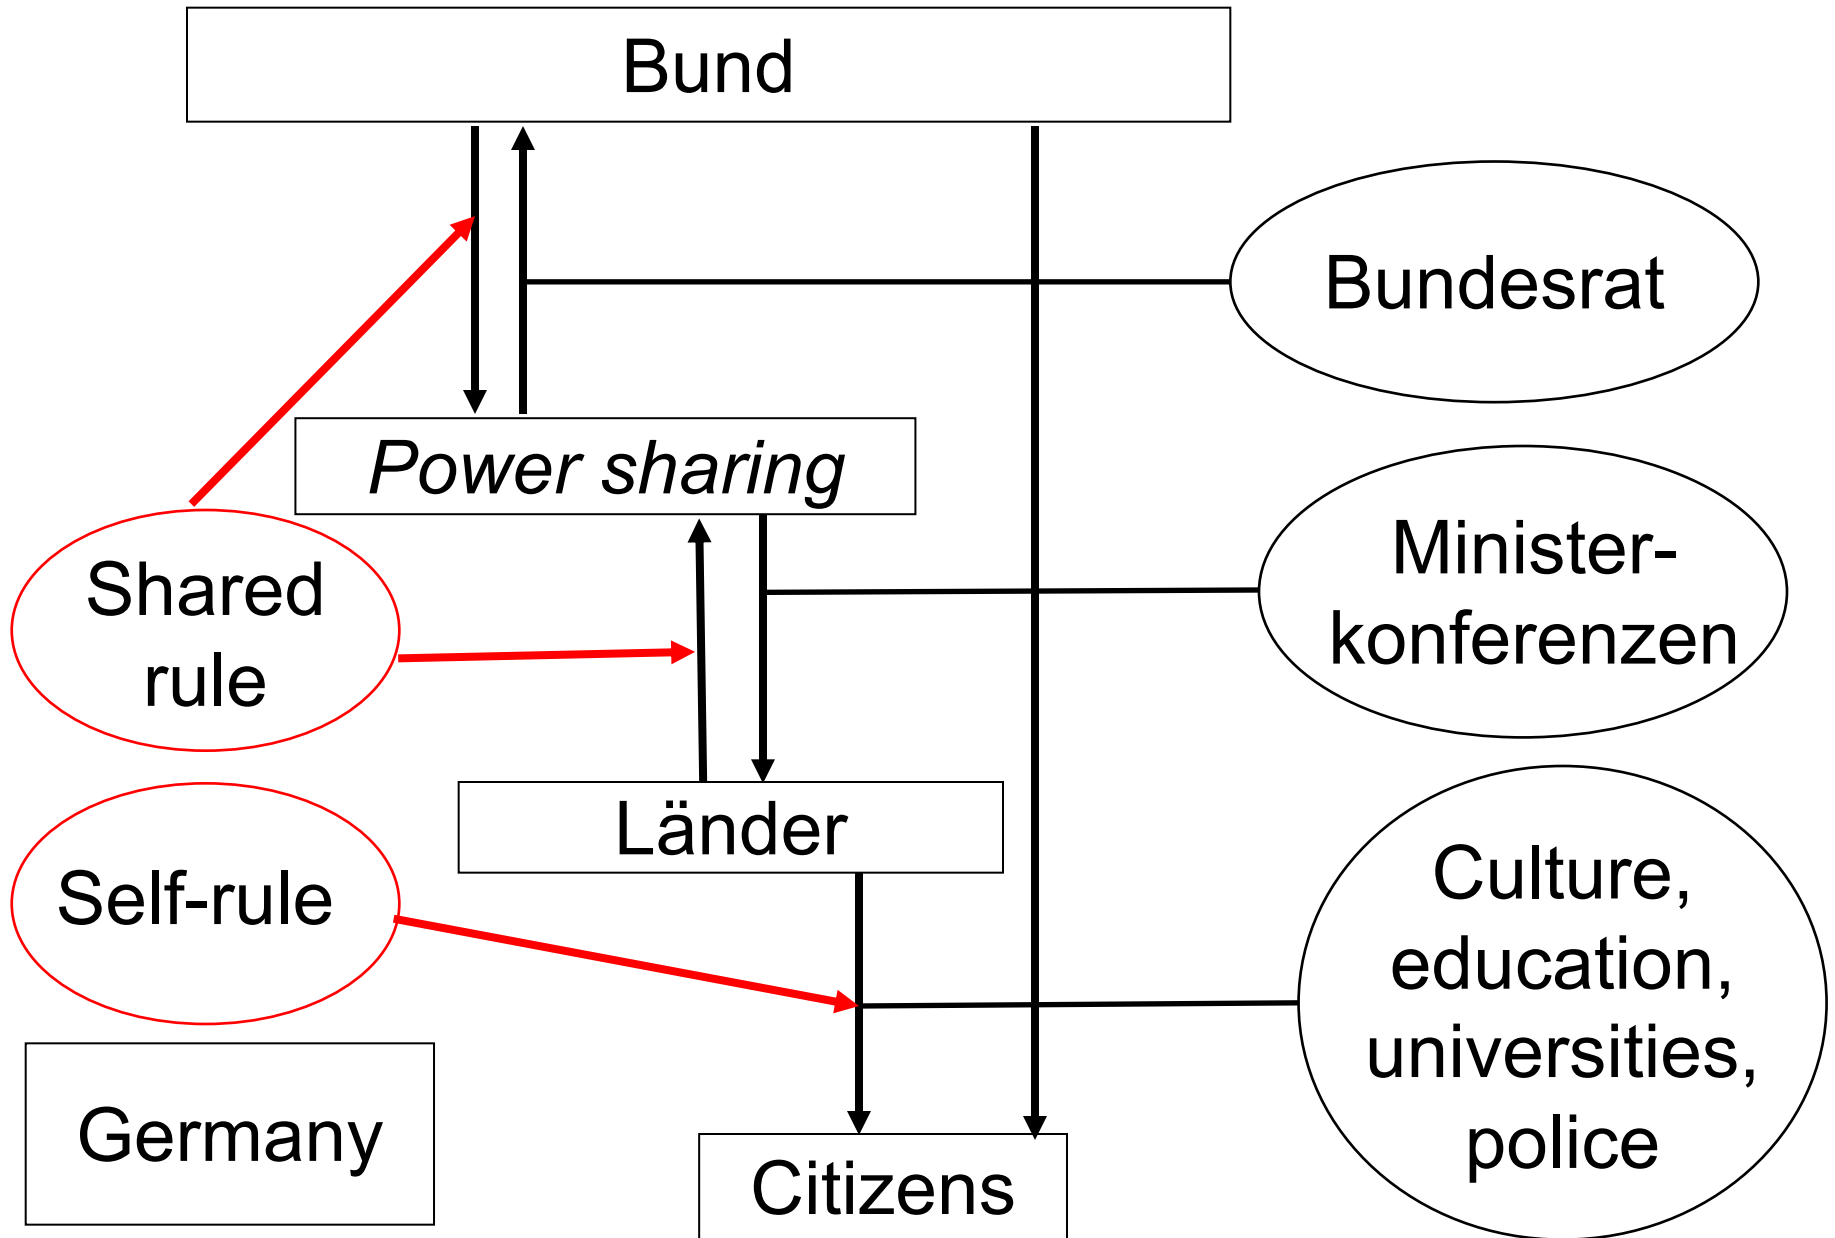 Bund
Bundesrat
Power sharing
Minister-
konferenzen
Shared
rule
Länder
Self-rule
Culture,
education,
universities,
police
Germany
Citizens